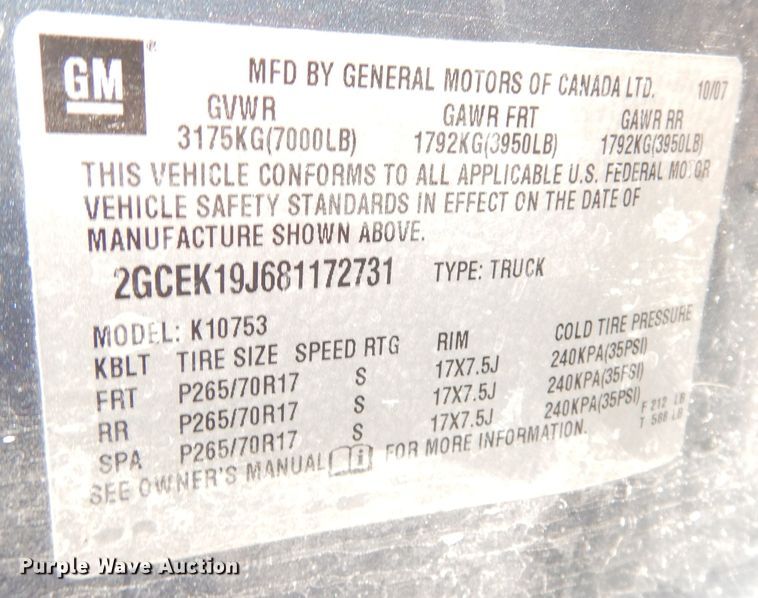 GM ®
MFD BY GENERAL MOTORS OF CANADA LTD. 10/07
GVWR GAWR FRT GAWR RR
3175KG(7000LB) 1792KG(3950LB) 1792KG(3950LB)
THIS VEHICLE CONFORMS TO ALL APPLICABLE U.S. FEDERAL MOTOR
VEHICLE SAFETY STANDARDS IN EFFECT ON THE DATE OF
MANUFACTURE SHOWN ABOVE.
2GCEK19J681172731 TYPE: TRUCK
MODEL: K10753
KBLT TIRE SIZE SPEED RTG RIM COLD TIRE PRESSURE
FRT P265/70R17 S 17X7.5J 240KPA(35PSI)
RR P265/70R17 S 17X7.5J 240KPA(35PSI)
SPA P265/70R17 S 17X7.5J 240KPA(35PSI)
F 212 LB
T 588 LB
SEE OWNER'S MANUAL i FOR MORE INFORMATION.
Purple Wave Auction